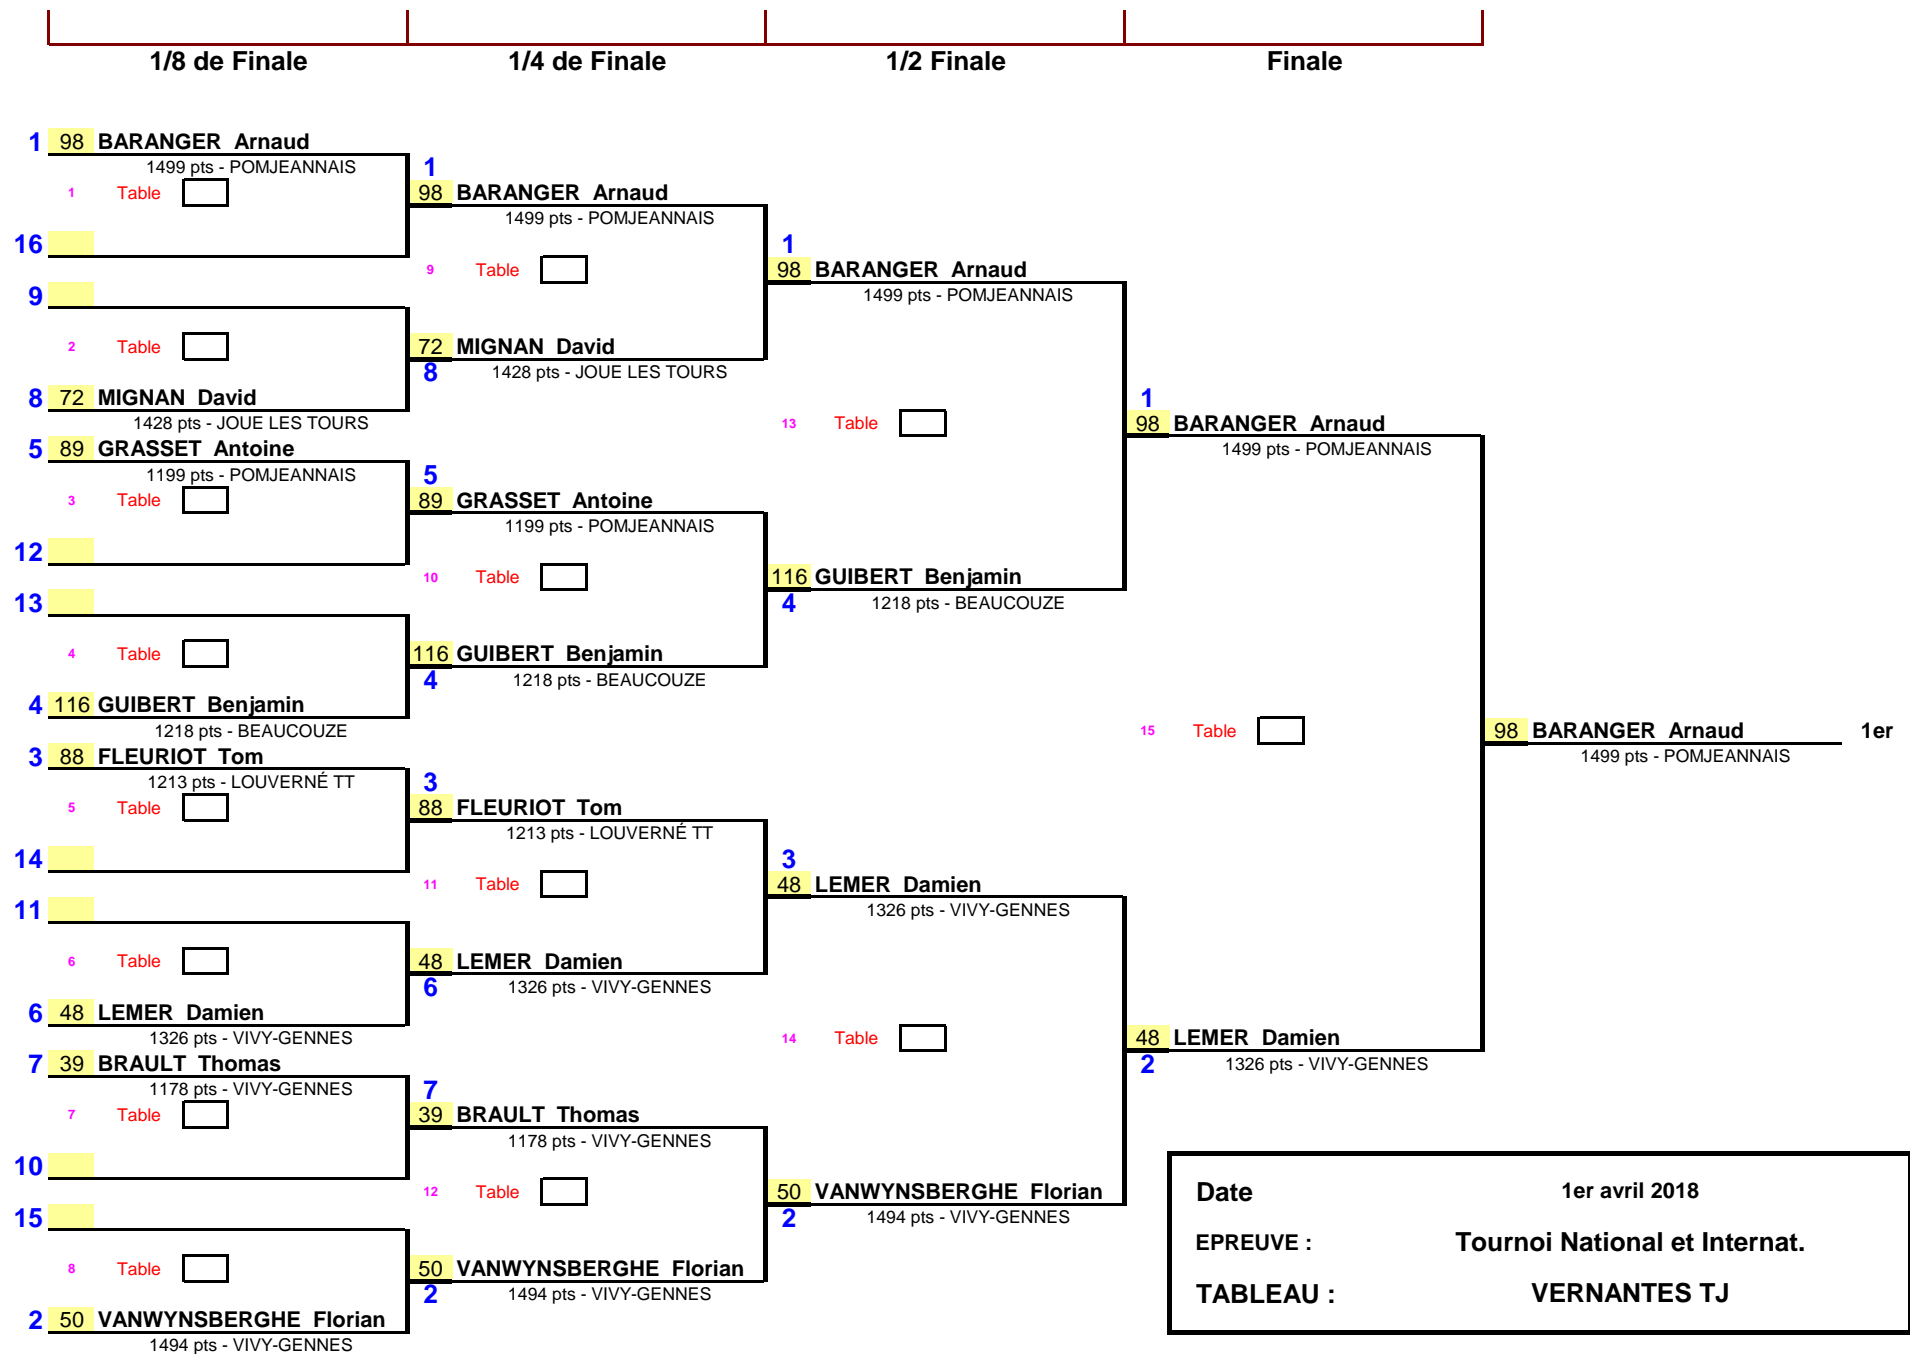 1/8 de Finale 1/4 de Finale 1/2 Finale Finale
1 98 BARANGER Arnaud
1499 pts - POMJEANNAIS
1 Table
16
9
2 Table
8 72 MIGNAN David
1428 pts - JOUE LES TOURS
5 89 GRASSET Antoine
1199 pts - POMJEANNAIS
3 Table
12
13
4 Table
4 116 GUIBERT Benjamin
1218 pts - BEAUCOUZE
3 88 FLEURIOT Tom
1213 pts - LOUVERNÉ TT
5 Table
14
11
6 Table
6 48 LEMER Damien
1326 pts - VIVY-GENNES
7 39 BRAULT Thomas
1178 pts - VIVY-GENNES
7 Table
10
15
8 Table
2 50 VANWYNSBERGHE Florian
1494 pts - VIVY-GENNES
1
98 BARANGER Arnaud
1499 pts - POMJEANNAIS
9 Table
72 MIGNAN David
8 1428 pts - JOUE LES TOURS
5
89 GRASSET Antoine
1199 pts - POMJEANNAIS
10 Table
116 GUIBERT Benjamin
4 1218 pts - BEAUCOUZE
3
88 FLEURIOT Tom
1213 pts - LOUVERNÉ TT
11 Table
48 LEMER Damien
6 1326 pts - VIVY-GENNES
7
39 BRAULT Thomas
1178 pts - VIVY-GENNES
12 Table
50 VANWYNSBERGHE Florian
2 1494 pts - VIVY-GENNES
1
98 BARANGER Arnaud
1499 pts - POMJEANNAIS
13 Table
116 GUIBERT Benjamin
4 1218 pts - BEAUCOUZE
3
48 LEMER Damien
1326 pts - VIVY-GENNES
14 Table
50 VANWYNSBERGHE Florian
2 1494 pts - VIVY-GENNES
1
98 BARANGER Arnaud
1499 pts - POMJEANNAIS
15 Table
48 LEMER Damien
2 1326 pts - VIVY-GENNES
98 BARANGER Arnaud 1er
1499 pts - POMJEANNAIS
Date 1er avril 2018
EPREUVE : Tournoi National et Internat.
TABLEAU : VERNANTES TJ